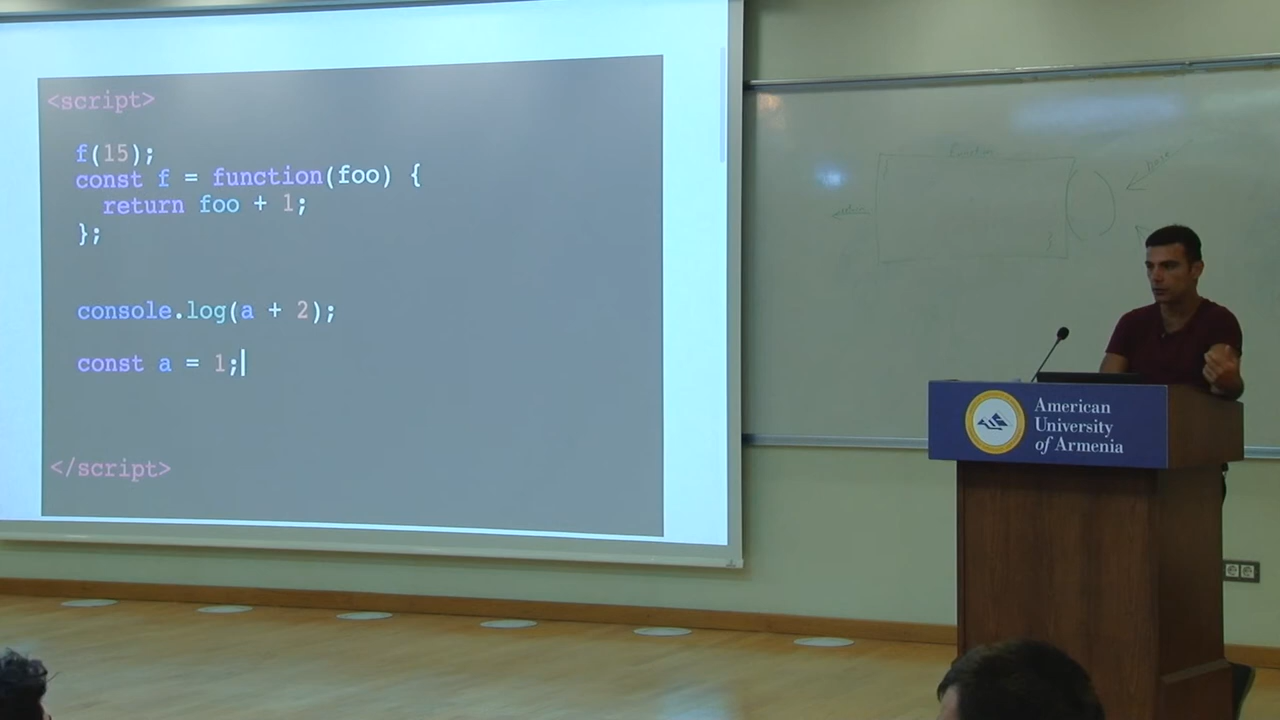 <script>
f(15);
const f = function(foo) {
return foo + 1;
};
console.log(a + 2);
const a = 1;
</script>
American
University
of Armenia